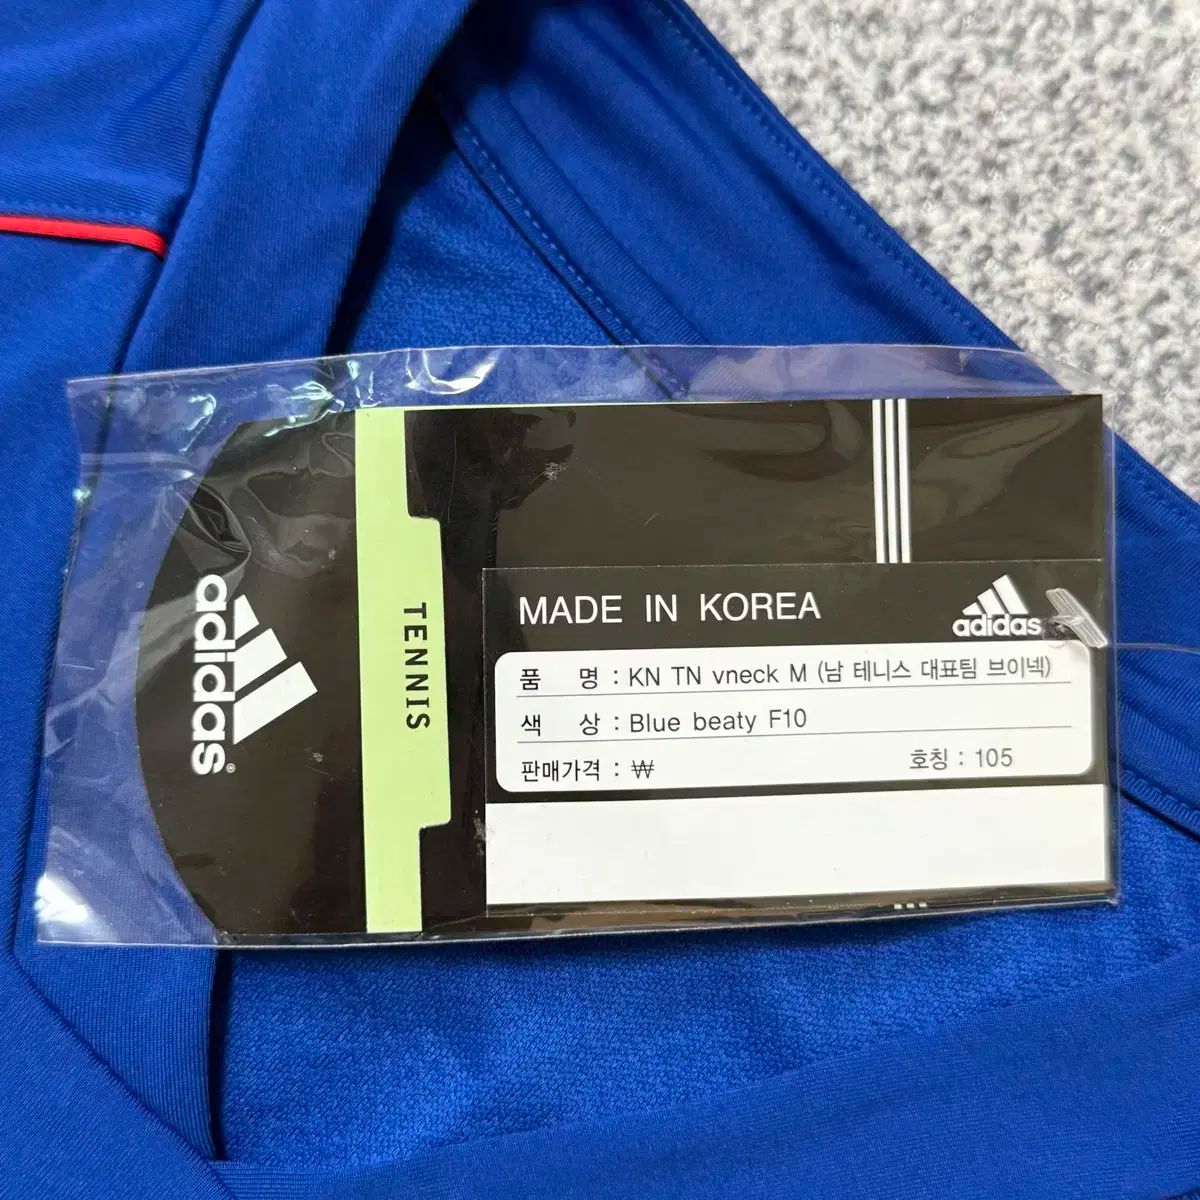 adidas®
TENNIS
MADE IN KOREA
adidas
품 명 : KN TN vneck M (남 테니스 대표팀 브이넥)
색 상 : Blue beaty F10
판매가격 : ₩ 호칭 : 105